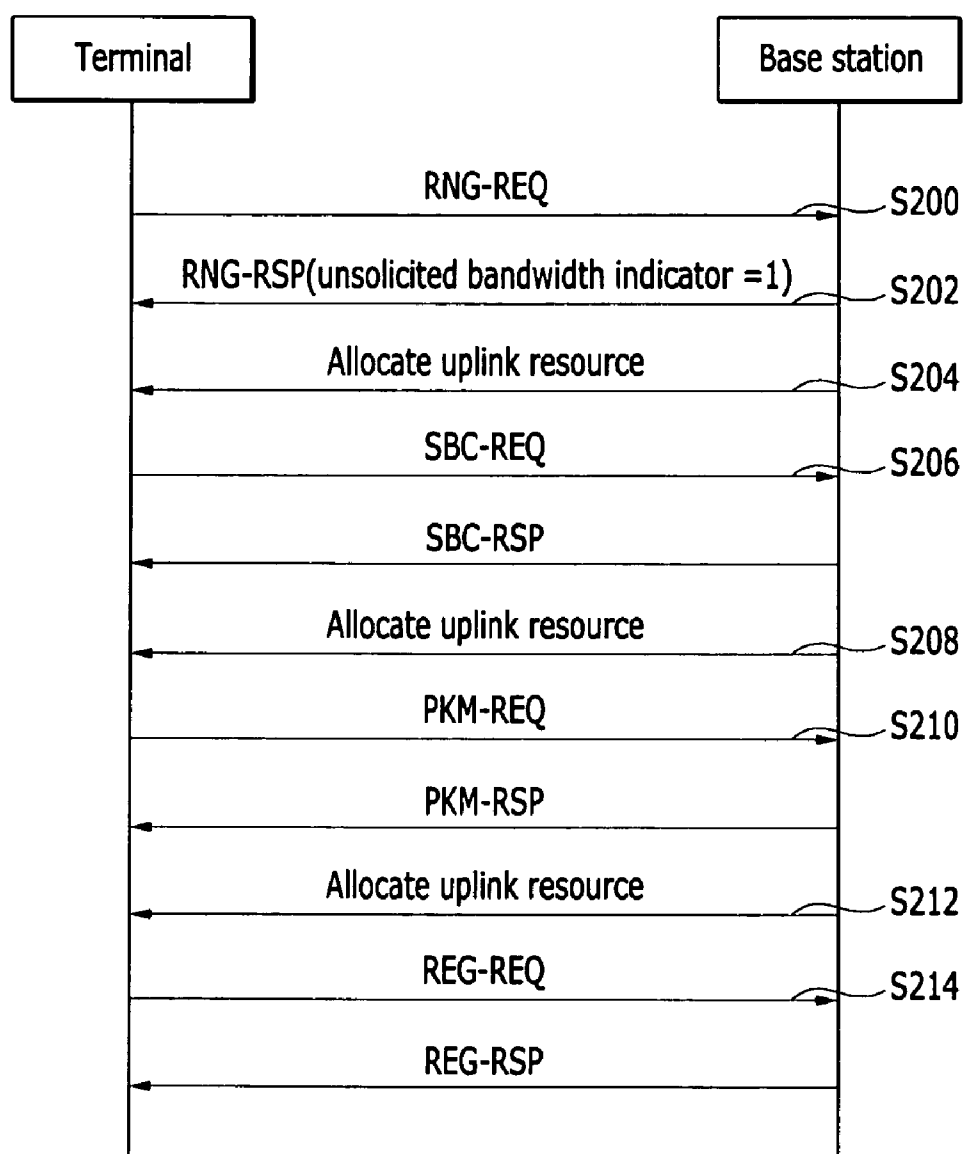 Terminal
Base station
RNG-REQ
S200
RNG-RSP(unsolicited bandwidth indicator =1)
S202
Allocate uplink resource
S204
SBC-REQ
S206
SBC-RSP
Allocate uplink resource
S208
PKM-REQ
S210
PKM-RSP
Allocate uplink resource
S212
REG-REQ
S214
REG-RSP